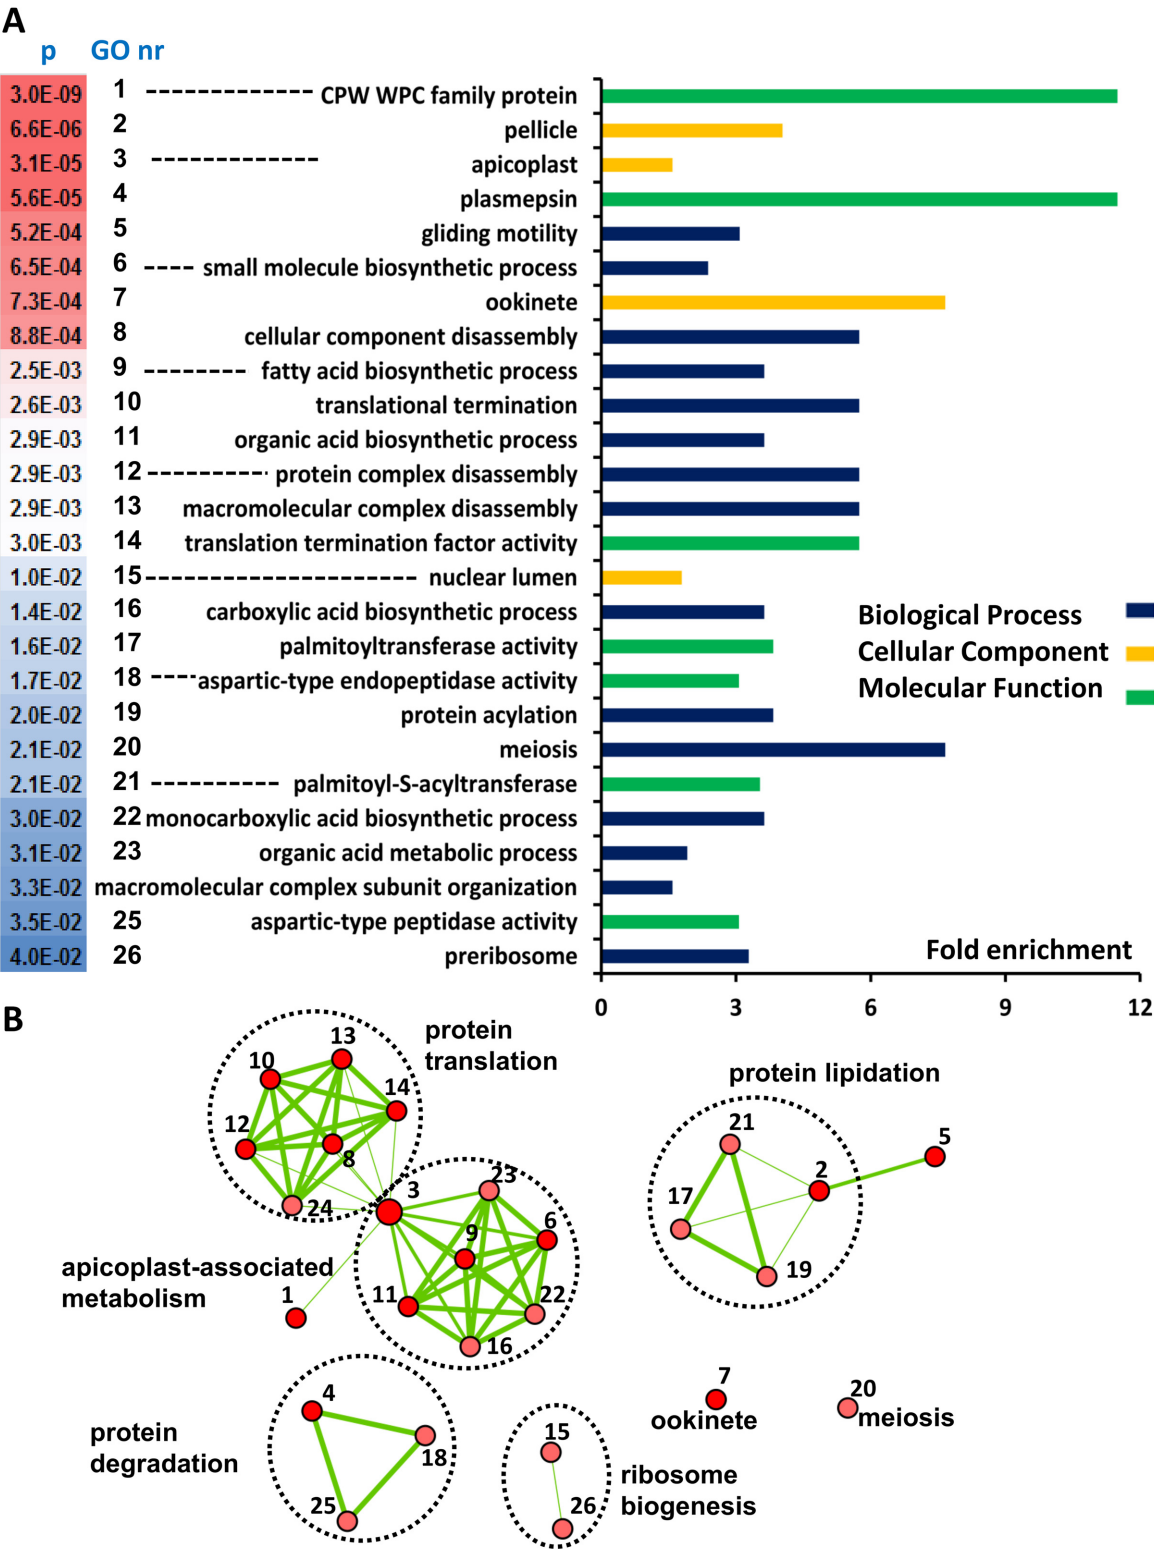 A
p GO nr
3.0E-09 1 CPW WPC family protein
6.6E-06 2 pellicle
3.1E-05 3 apicoplast
5.6E-05 4 plasmepsin
5.2E-04 5 gliding motility
6.5E-04 6 small molecule biosynthetic process
7.3E-04 7 ookinete
8.8E-04 8 cellular component disassembly
2.5E-03 9 fatty acid biosynthetic process
2.6E-03 10 translational termination
2.9E-03 11 organic acid biosynthetic process
2.9E-03 12 protein complex disassembly
2.9E-03 13 macromolecular complex disassembly
3.0E-03 14 translation termination factor activity
1.0E-02 15 nuclear lumen
1.4E-02 16 carboxylic acid biosynthetic process
1.6E-02 17 palmitoyltransferase activity
1.7E-02 18 aspartic-type endopeptidase activity
2.0E-02 19 protein acylation
2.1E-02 20 meiosis
2.1E-02 21 palmitoyl-S-acyltransferase
3.0E-02 22 monocarboxylic acid biosynthetic process
3.1E-02 23 organic acid metabolic process
3.3E-02 macromolecular complex subunit organization
3.5E-02 25 aspartic-type peptidase activity
4.0E-02 26 preribosome
Biological Process
Cellular Component
Molecular Function
Fold enrichment
0 3 6 9 12
B
protein
translation
13
10
14
12
8
24
3
23
9
6
11
22
16
apicoplast-associated
metabolism
1
protein lipidation
21
2
5
17
19
protein
degradation
4
18
25
15
26
ribosome
biogenesis
7
ookinete
20
meiosis